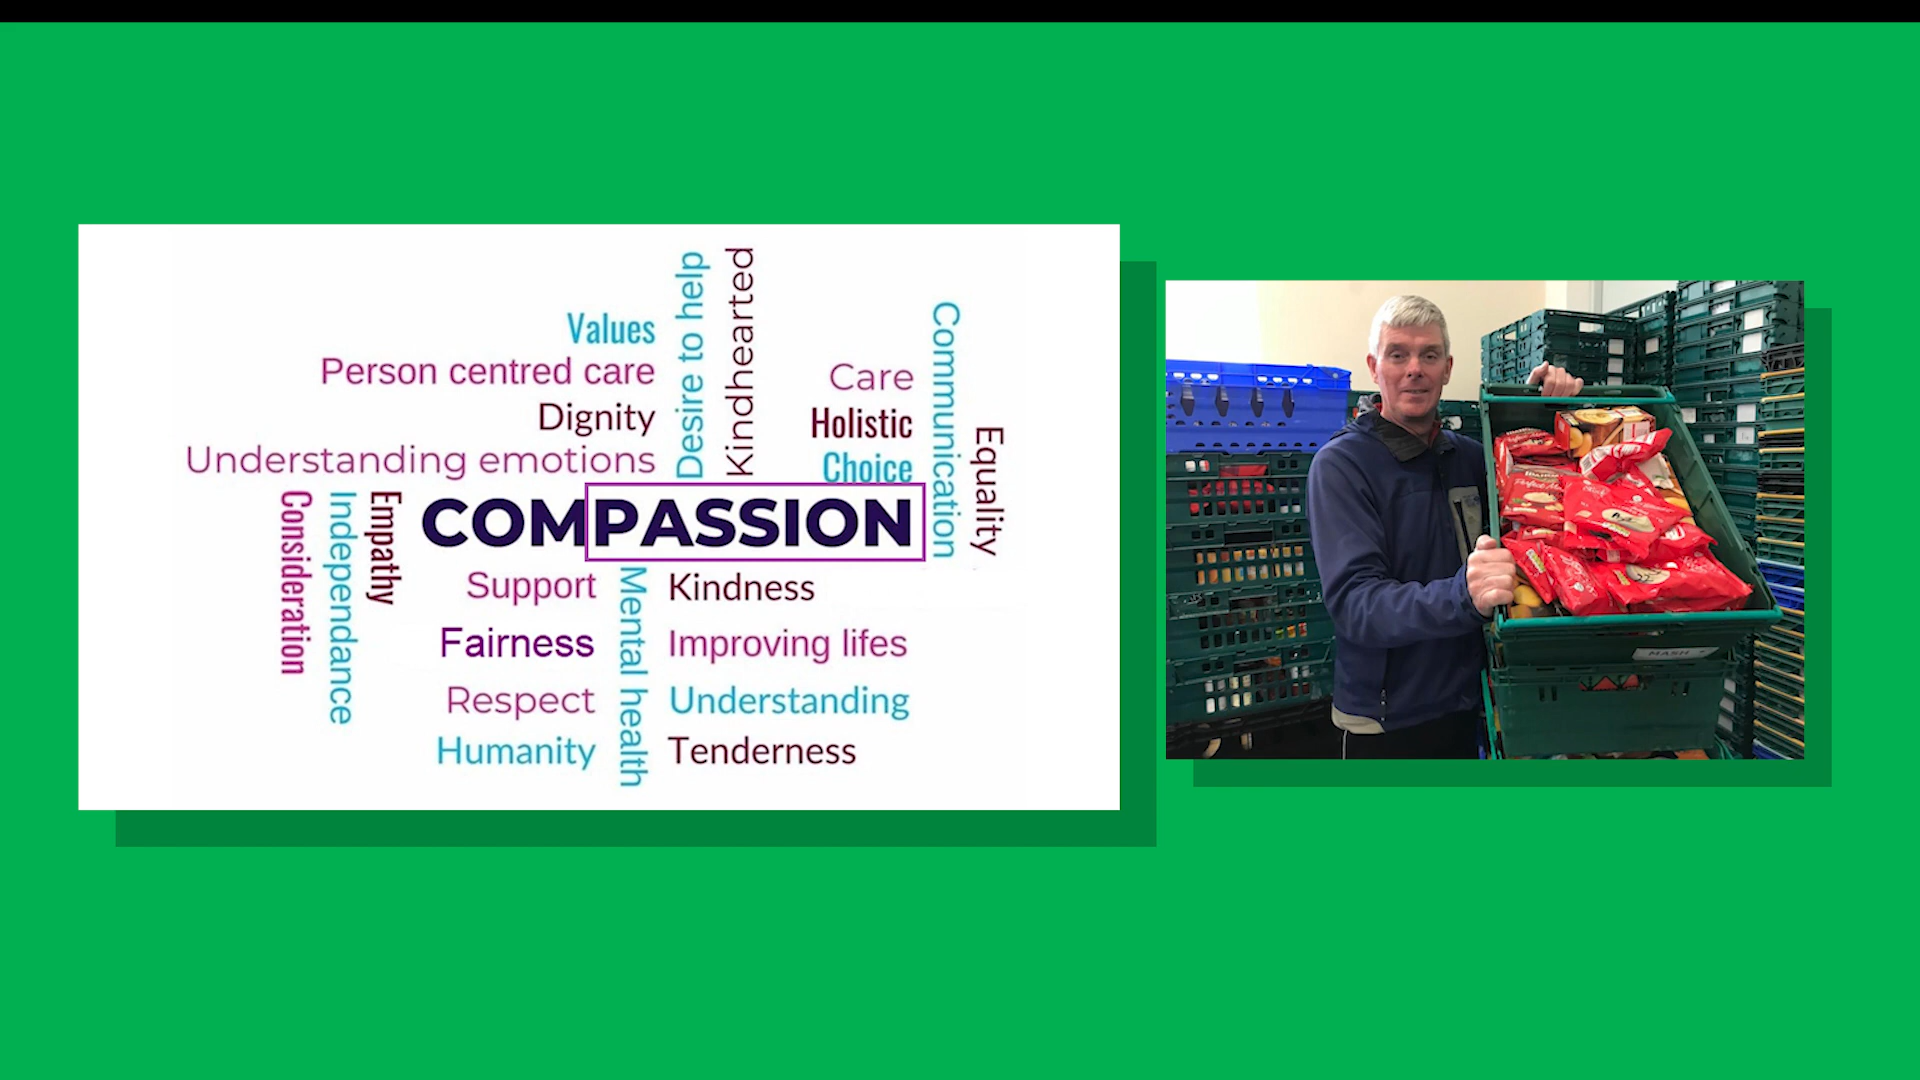 Values
Person centred care
Dignity
Understanding emotions
Desire to help
Kindhearted
Care
Holistic
Choice
Communication
Equality
Consideration
Independance
Empathy
COMPASSION
Support
Fairness
Respect
Humanity
Mental health
Kindness
Improving lifes
Understanding
Tenderness
MASH